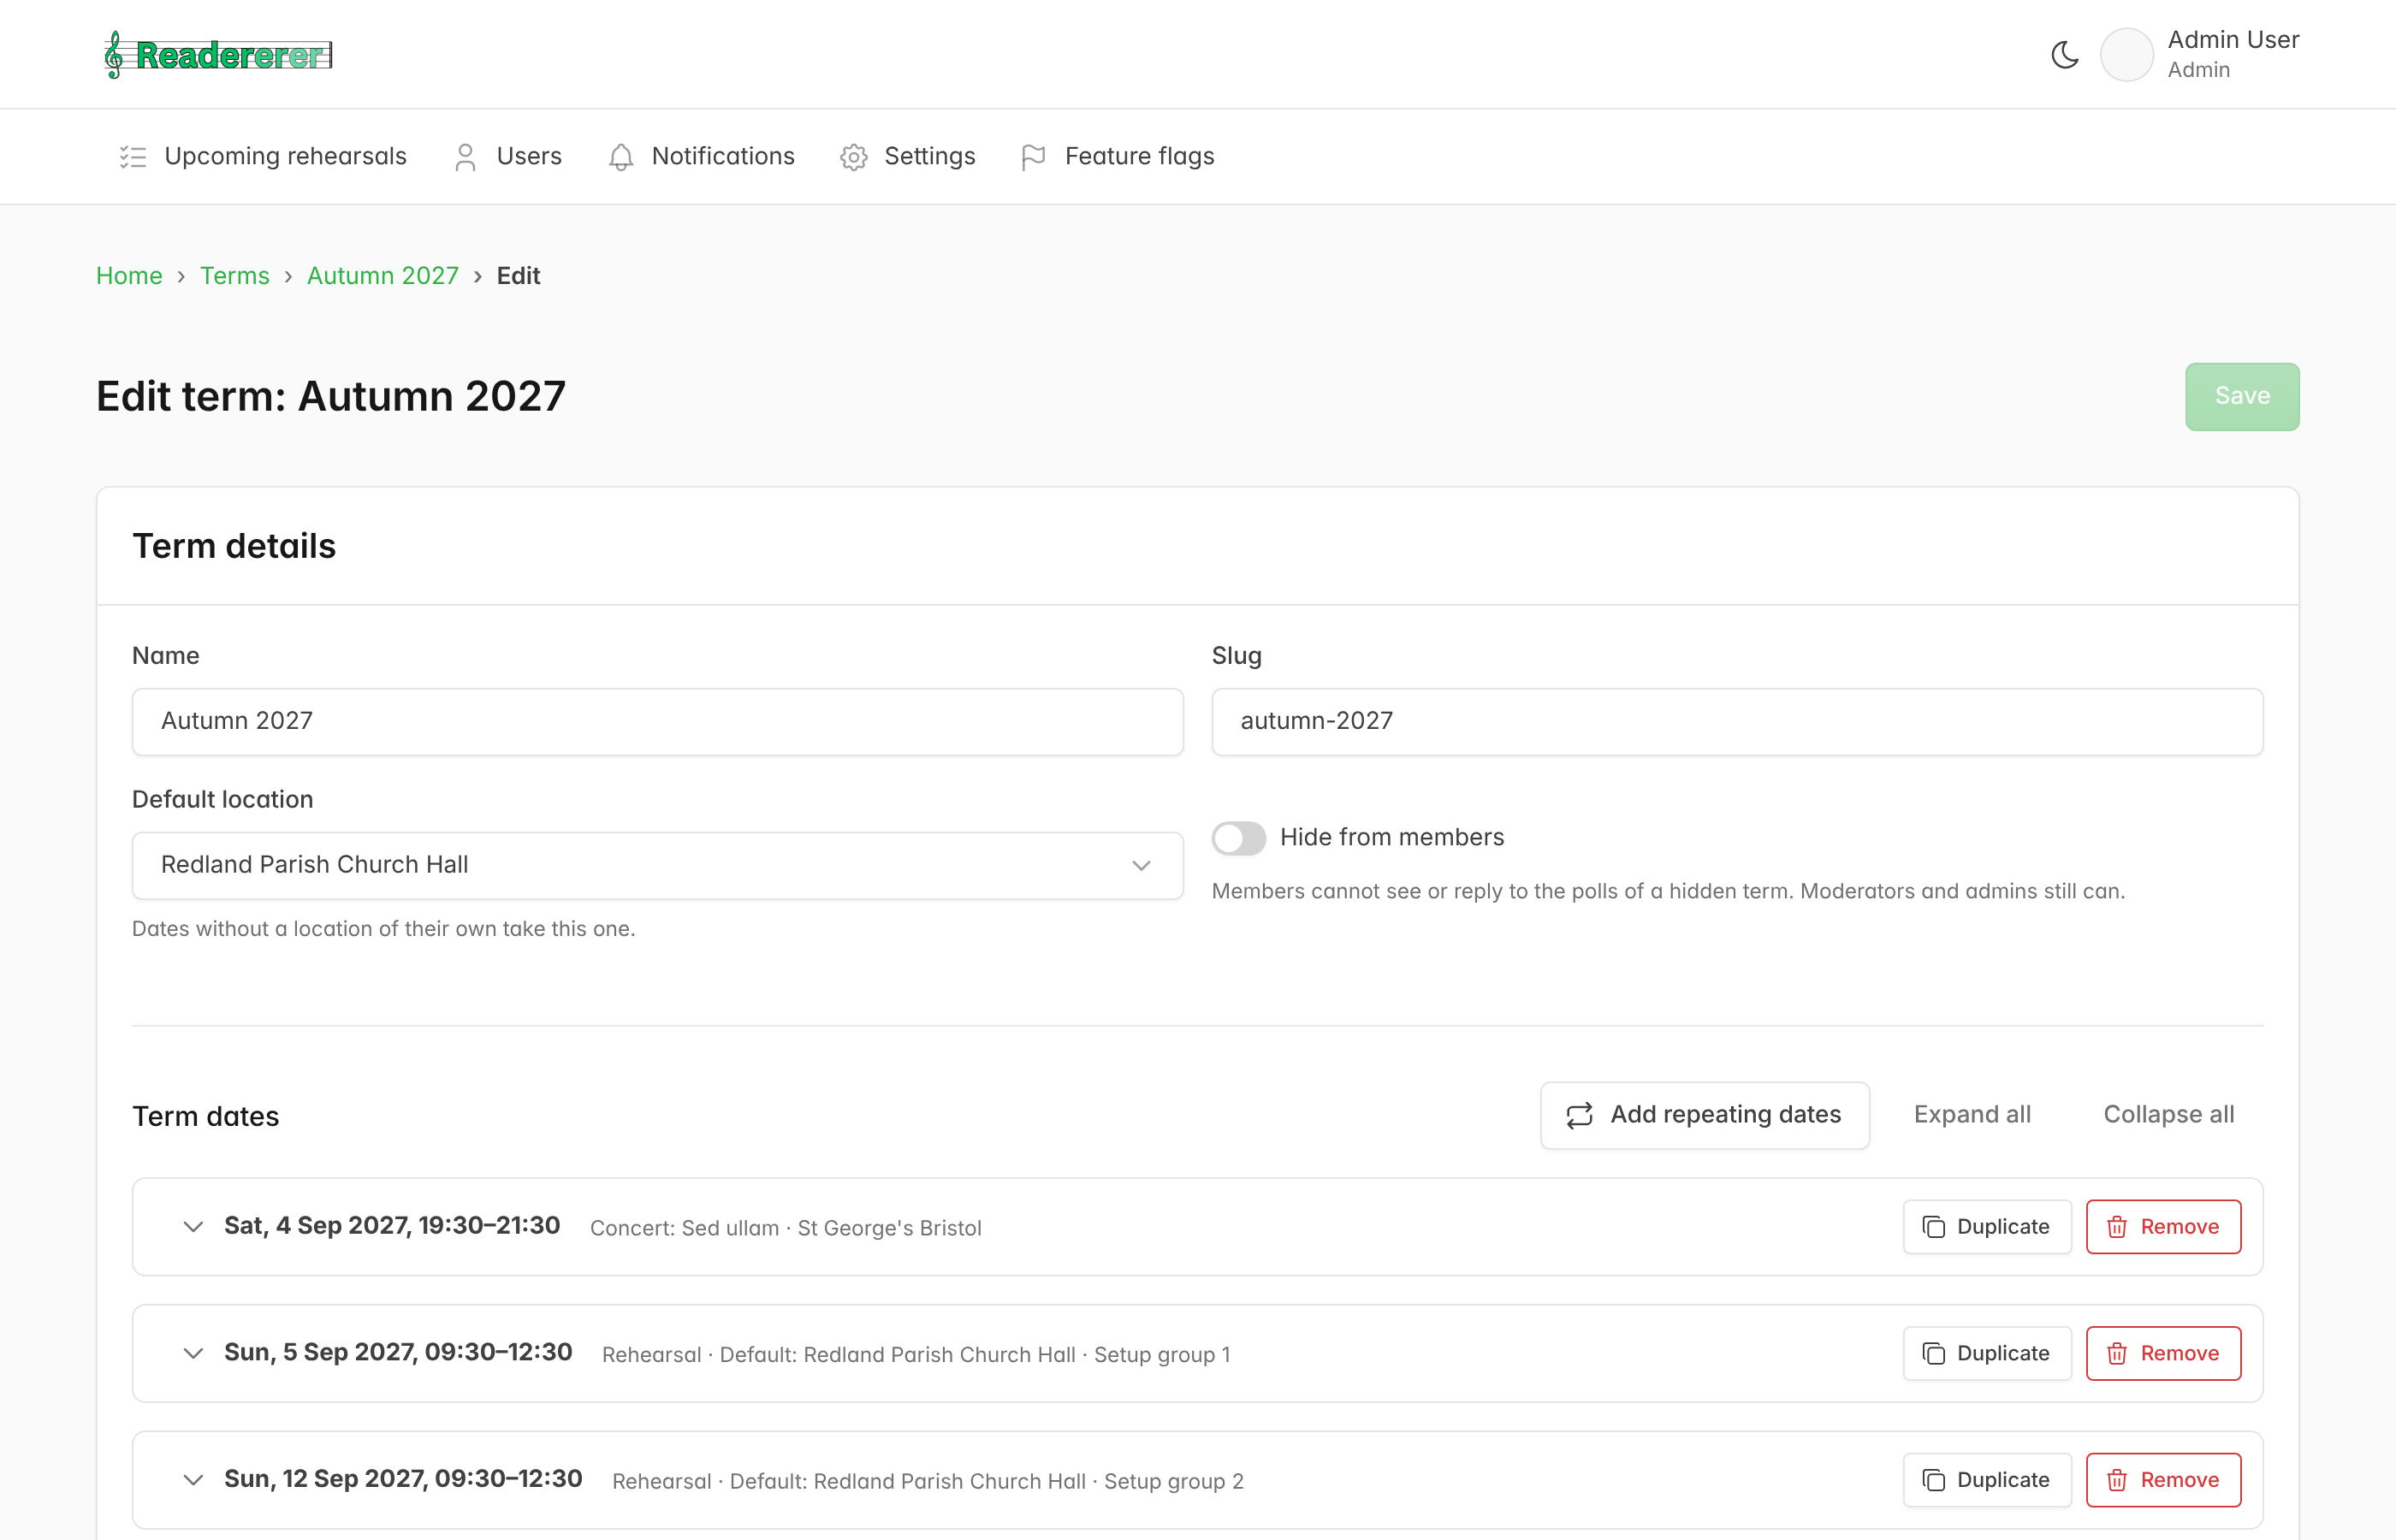 Readererer
Admin User
Admin
Upcoming rehearsals
Users
Notifications
Settings
Feature flags
Home › Terms › Autumn 2027 › Edit
Edit term: Autumn 2027
Save
Term details
Name
Slug
Autumn 2027
autumn-2027
Default location
Redland Parish Church Hall
Hide from members
Members cannot see or reply to the polls of a hidden term. Moderators and admins still can.
Dates without a location of their own take this one.
Term dates
Add repeating dates
Expand all
Collapse all
Sat, 4 Sep 2027, 19:30–21:30 Concert: Sed ullam · St George's Bristol
Duplicate
Remove
Sun, 5 Sep 2027, 09:30–12:30 Rehearsal · Default: Redland Parish Church Hall · Setup group 1
Duplicate
Remove
Sun, 12 Sep 2027, 09:30–12:30 Rehearsal · Default: Redland Parish Church Hall · Setup group 2
Duplicate
Remove